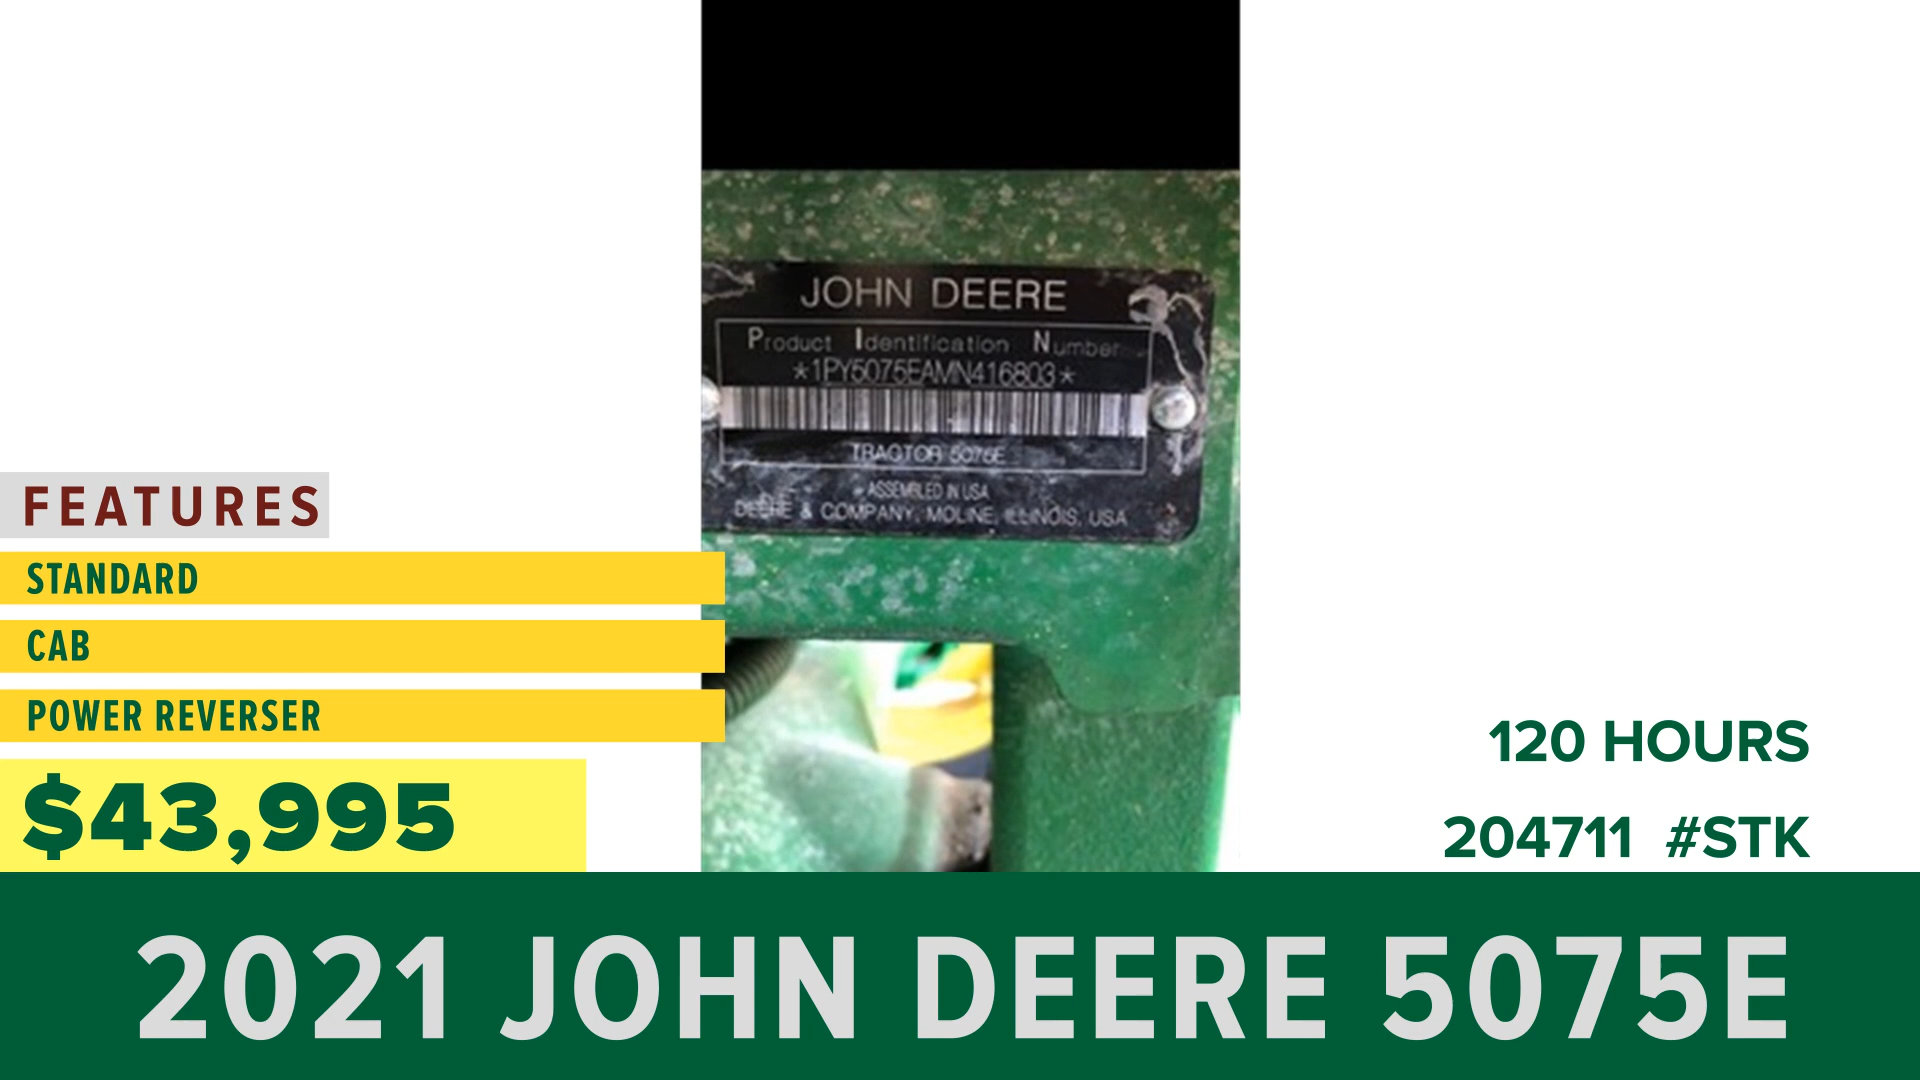 JOHN DEERE
Product Identification Number
*1PY5075EAMN416803*
TRACTOR 5075E
ASSEMBLED IN USA
DEERE & COMPANY, MOLINE, ILLINOIS, USA
FEATURES
STANDARD
CAB
POWER REVERSER
$43,995
120 HOURS
204711 #STK
2021 JOHN DEERE 5075E